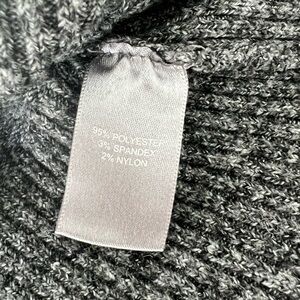 95% POLYESTER
3% SPANDEX
2% NYLON